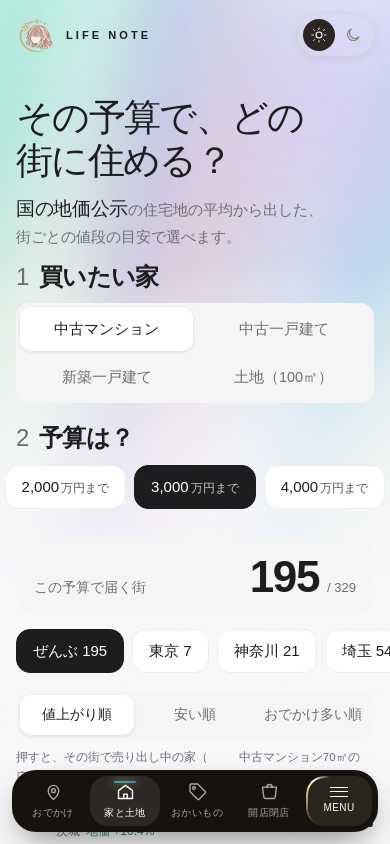 LIFE NOTE
その予算で、どの
街に住める？
国の地価公示の住宅地の平均から出した、
街ごとの値段の目安で選べます。
1 買いたい家
中古マンション 中古一戸建て
新築一戸建て 土地（100㎡）
2 予算は？
2,000万円まで 3,000万円まで 4,000万円まで
この予算で届く街 195 / 329
ぜんぶ 195 東京 7 神奈川 21 埼玉 54
値上がり順 安い順 おでかけ多い順
押すと、その街で売り出し中の家（ 中古マンション70㎡の
おでかけ 家と土地 おかいもの 開店閉店 MENU